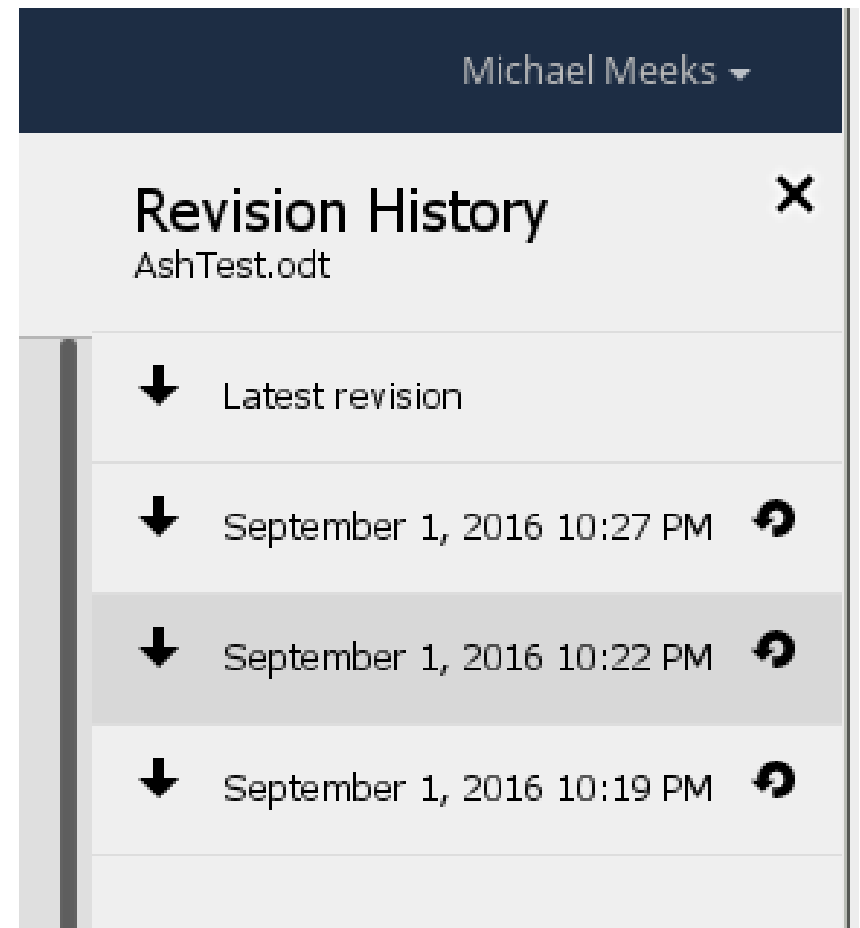 Michael Meeks
Revision History
AshTest.odt
Latest revision
September 1, 2016 10:27 PM
September 1, 2016 10:22 PM
September 1, 2016 10:19 PM